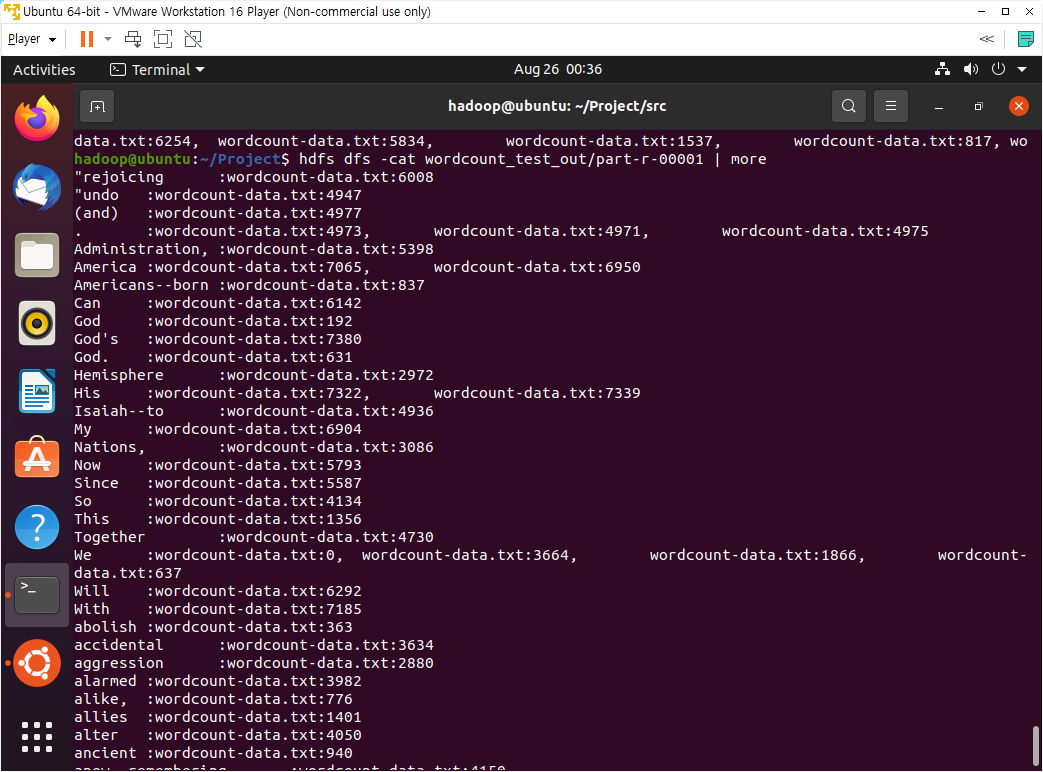 Ubuntu 64-bit - VMware Workstation 16 Player (Non-commercial use only)
Player
Activities Terminal Aug 26 00:36
hadoop@ubuntu: ~/Project/src
data.txt:6254, wordcount-data.txt:5834, wordcount-data.txt:1537, wordcount-data.txt:817, wo
hadoop@ubuntu:~/Project$ hdfs dfs -cat wordcount_test_out/part-r-00001 | more
"rejoicing :wordcount-data.txt:6008
"undo :wordcount-data.txt:4947
(and) :wordcount-data.txt:4977
. :wordcount-data.txt:4973, wordcount-data.txt:4971, wordcount-data.txt:4975
Administration, :wordcount-data.txt:5398
America :wordcount-data.txt:7065, wordcount-data.txt:6950
Americans--born :wordcount-data.txt:837
Can :wordcount-data.txt:6142
God :wordcount-data.txt:192
God's :wordcount-data.txt:7380
God. :wordcount-data.txt:631
Hemisphere :wordcount-data.txt:2972
His :wordcount-data.txt:7322, wordcount-data.txt:7339
Isaiah--to :wordcount-data.txt:4936
My :wordcount-data.txt:6904
Nations, :wordcount-data.txt:3086
Now :wordcount-data.txt:5793
Since :wordcount-data.txt:5587
So :wordcount-data.txt:4134
This :wordcount-data.txt:1356
Together :wordcount-data.txt:4730
We :wordcount-data.txt:0, wordcount-data.txt:3664, wordcount-data.txt:1866, wordcount-
data.txt:637
Will :wordcount-data.txt:6292
With :wordcount-data.txt:7185
abolish :wordcount-data.txt:363
accidental :wordcount-data.txt:3634
aggression :wordcount-data.txt:2880
alarmed :wordcount-data.txt:3982
alike, :wordcount-data.txt:776
allies :wordcount-data.txt:1401
alter :wordcount-data.txt:4050
ancient :wordcount-data.txt:940